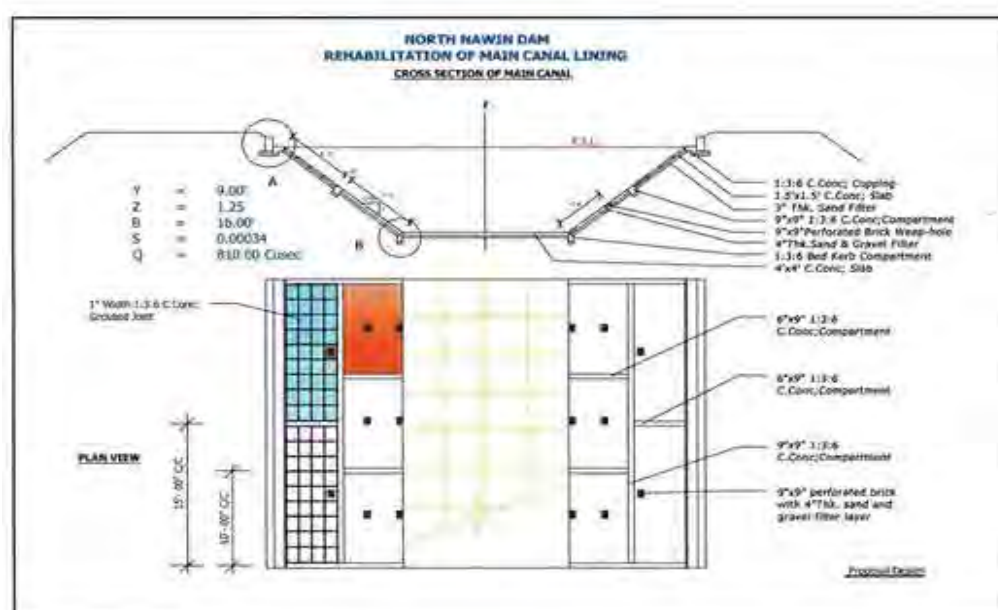 NORTH NAWIN DAM
REHABILITATION OF MAIN CANAL LINING
CROSS SECTION OF MAIN CANAL
A
B
Y = 9.00'
Z = 1.25
B = 16.00'
S = 0.00034
Q = 810.00 Cusec
1:3:6 C.Conc; Copping
1.5'x1.5' C.Conc; Slab
3" Thk. Sand Filter
9"x9" 1:3:6 C.Conc;Compartment
9"x9"Perforated Brick Weep-hole
4"Thk.Sand & Gravel Filter
1:3:6 Bed Kerb Compartment
4'x4' C.Conc; Slab
1" Width 1:3:6 C.Conc;
Grouted Joint
6"x9" 1:3:6
C.Conc;Compartment
6"x9" 1:3:6
C.Conc;Compartment
9"x9" 1:3:6
C.Conc;Compartment
9"x9" perforated brick
with 4"Thk. sand and
gravel filter layer
PLAN VIEW
15'-00" C/C
10'-00" C/C
Proposal Design